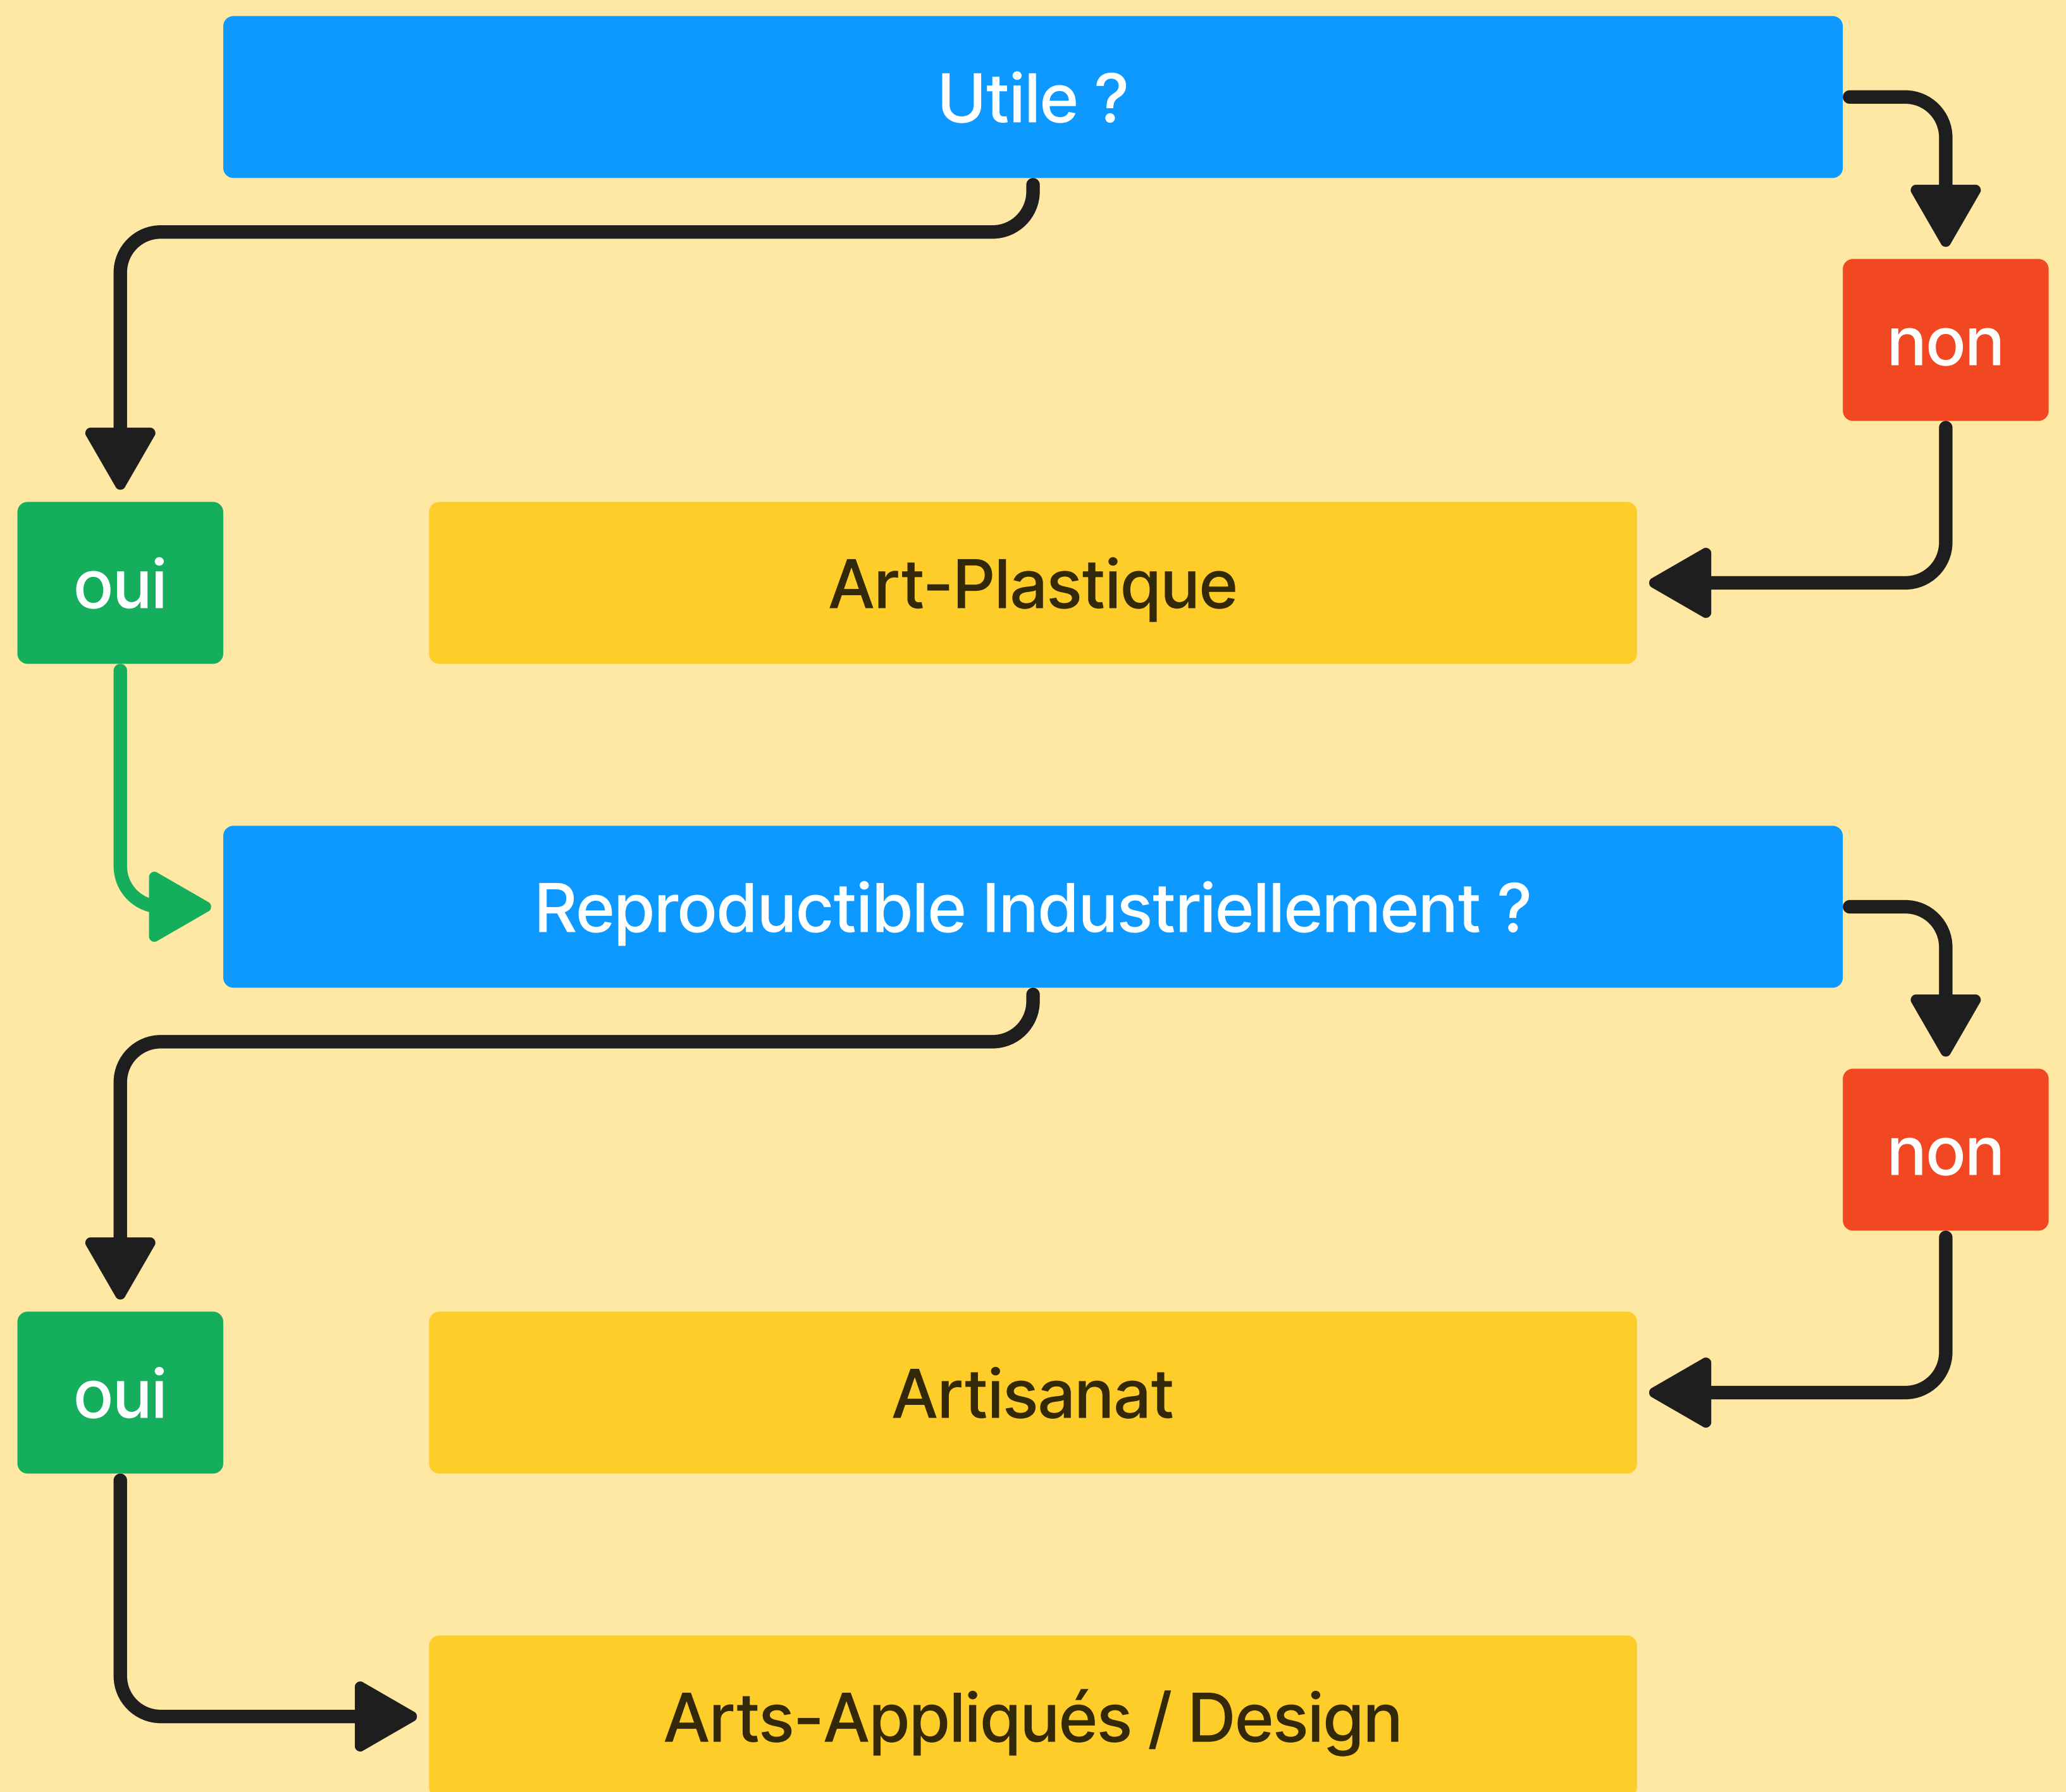 Utile ?
non
oui
Art-Plastique
Reproductible Industriellement ?
non
oui
Artisanat
Arts-Appliqués / Design